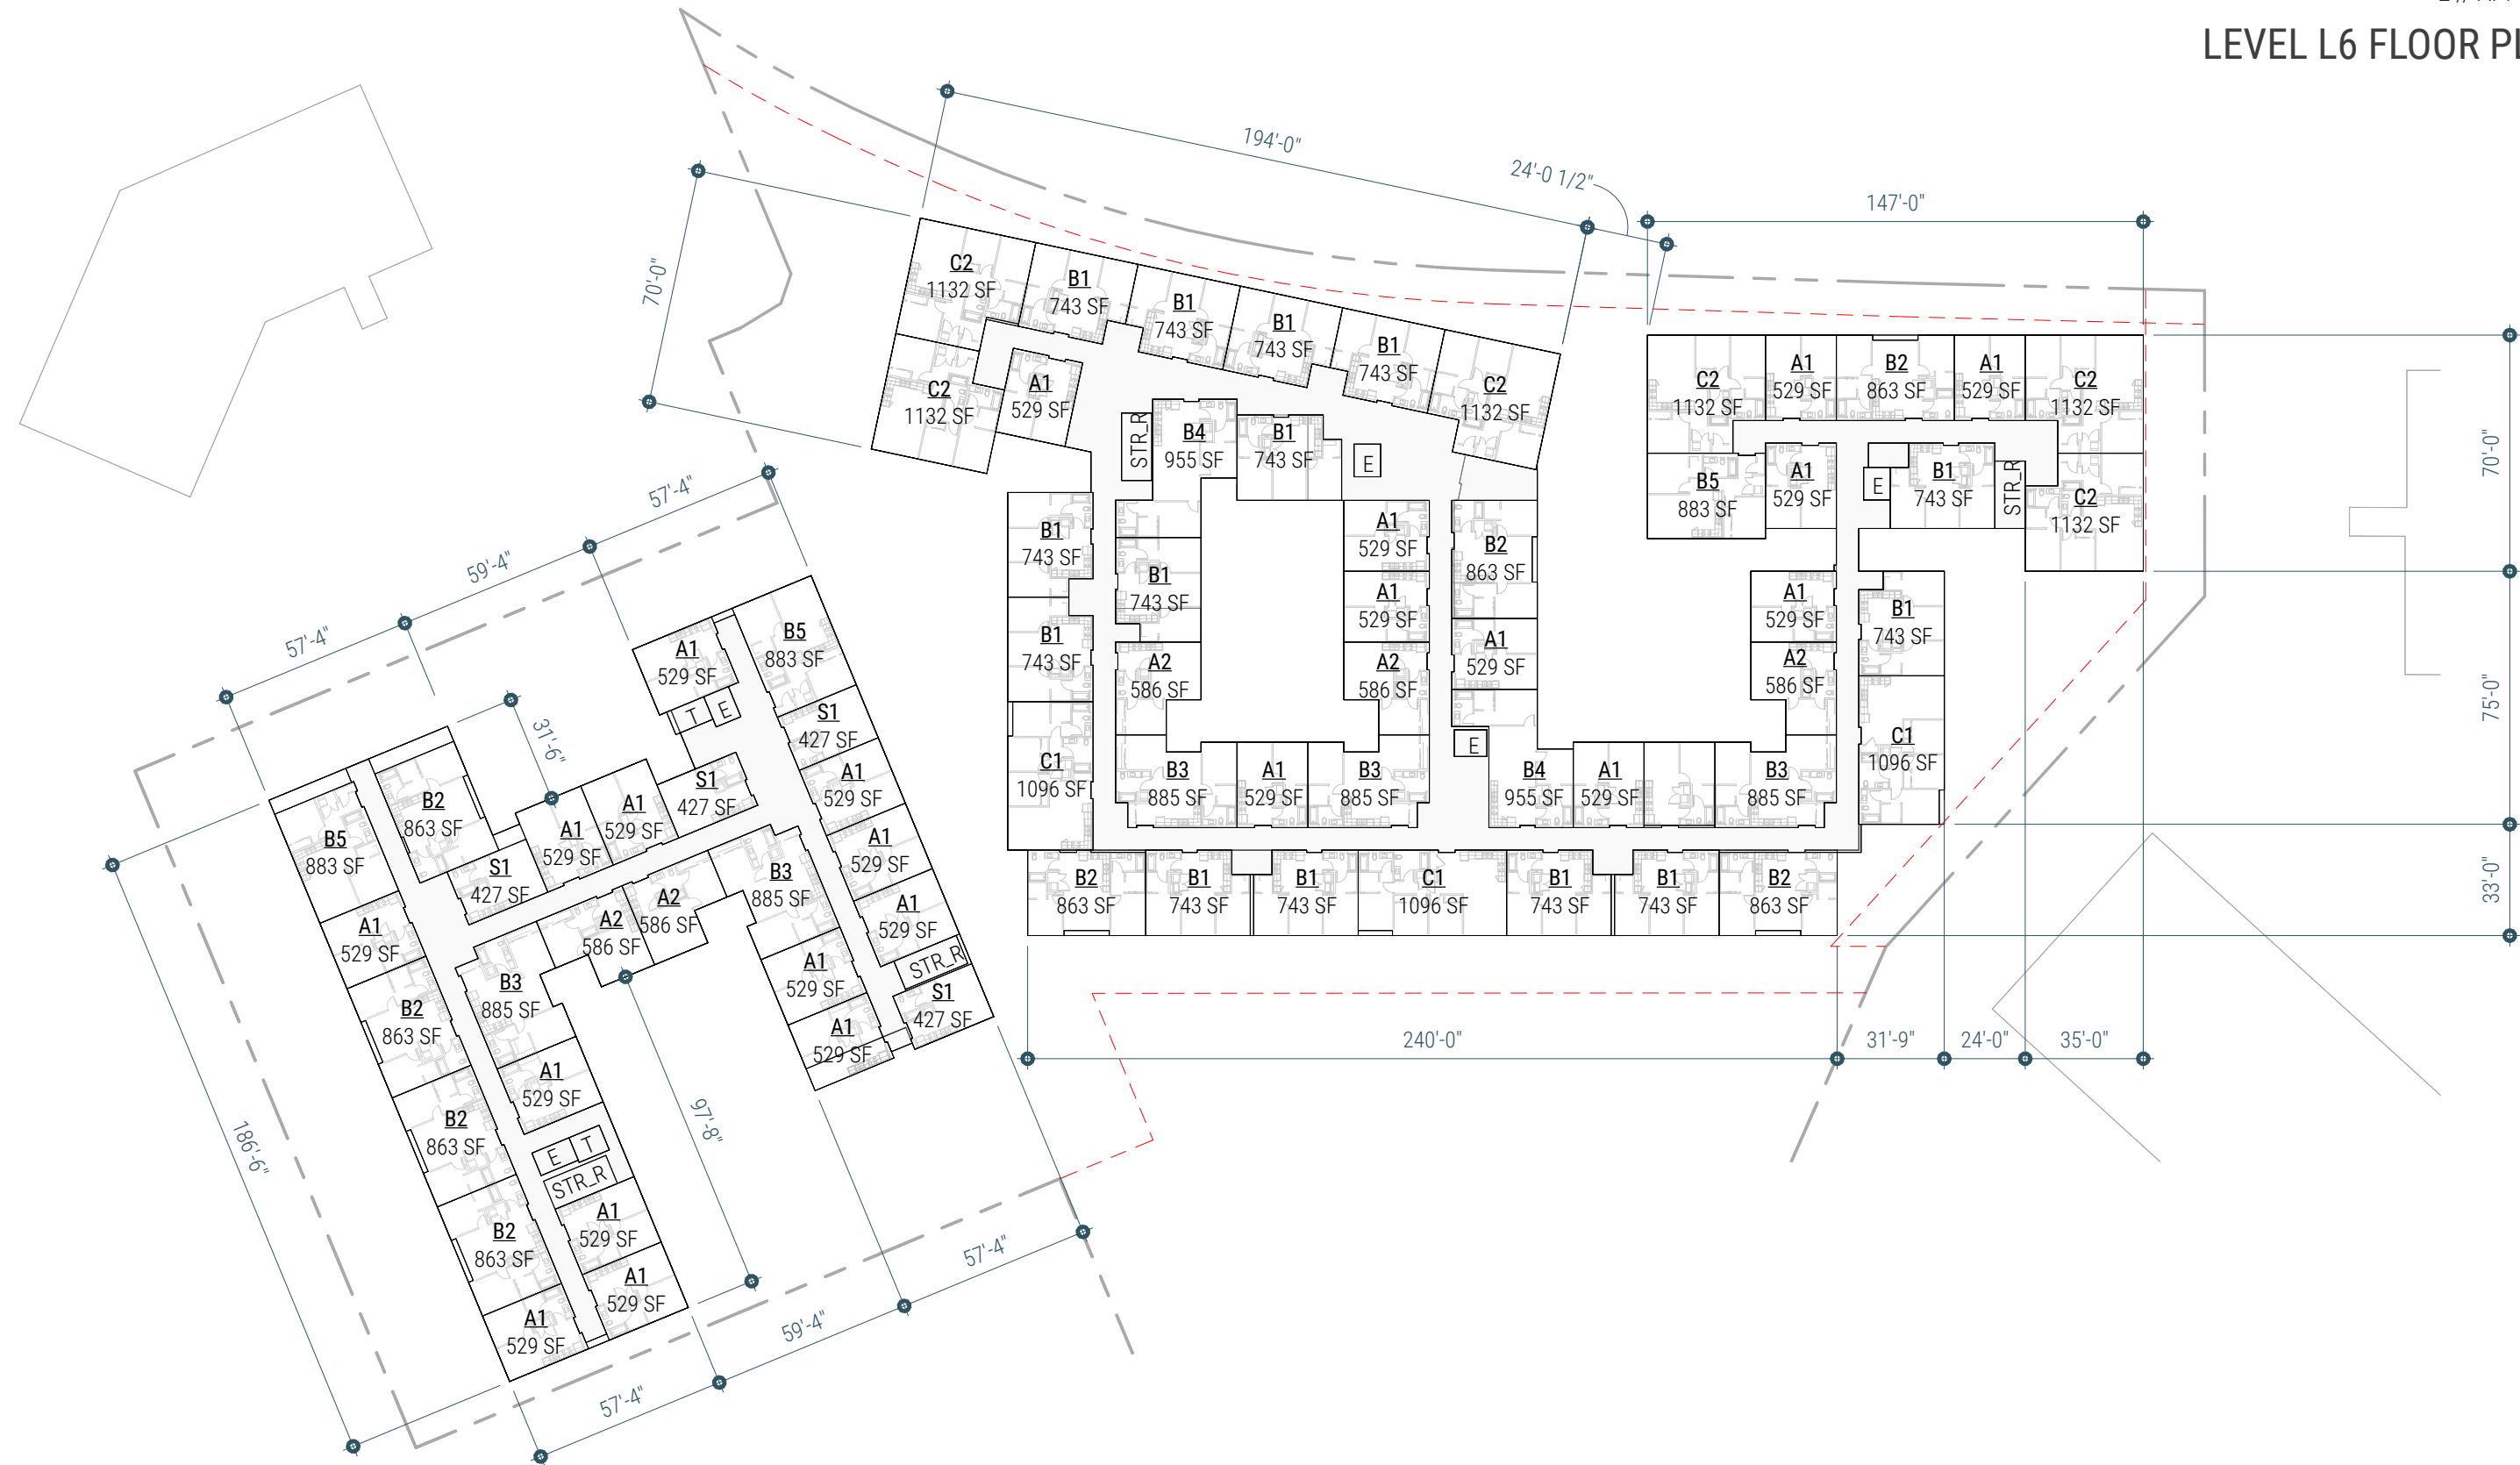 LEVEL L6 FLOOR PL
194'-0"
24'-0 1/2"
147'-0"
70'-0"
C2
1132 SF
B1
743 SF
B1
743 SF
B1
743 SF
B1
743 SF
C2
1132 SF
C2
1132 SF
A1
529 SF
STR_R
B4
955 SF
B1
743 SF
E
C2
1132 SF
A1
529 SF
B2
863 SF
A1
529 SF
C2
1132 SF
B5
883 SF
A1
529 SF
E
B1
743 SF
STR_R
C2
1132 SF
70'-0"
B1
743 SF
B1
743 SF
A1
529 SF
B2
863 SF
A1
529 SF
A1
529 SF
B1
743 SF
B1
743 SF
A2
586 SF
A2
586 SF
A1
529 SF
A2
586 SF
75'-0"
C1
1096 SF
B3
885 SF
A1
529 SF
B3
885 SF
E
B4
955 SF
A1
529 SF
B3
885 SF
C1
1096 SF
A1
529 SF
B2
863 SF
B1
743 SF
B1
743 SF
C1
1096 SF
B1
743 SF
B1
743 SF
B2
863 SF
33'-0"
240'-0"
31'-9"
24'-0"
35'-0"
57'-4"
59'-4"
57'-4"
31'-6"
A1
529 SF
B5
883 SF
T
E
S1
427 SF
A1
529 SF
S1
427 SF
A1
529 SF
A1
529 SF
B2
863 SF
B5
883 SF
S1
427 SF
A1
529 SF
B3
885 SF
A2
586 SF
A2
586 SF
A1
529 SF
A1
529 SF
B3
885 SF
A1
529 SF
STR_R
S1
427 SF
B2
863 SF
A1
529 SF
A1
529 SF
B2
863 SF
E
T
STR_R
97'-8"
186'-6"
A1
529 SF
B2
863 SF
A1
529 SF
A1
529 SF
57'-4"
59'-4"
57'-4"